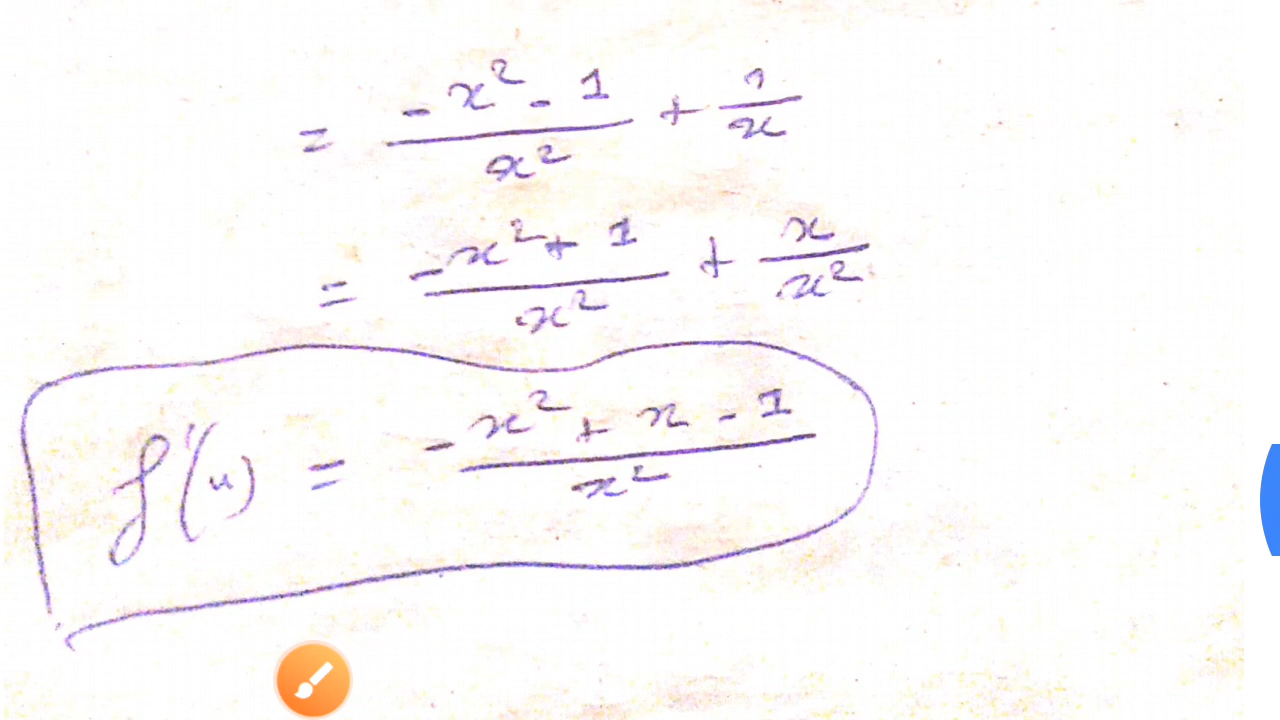 = (-x² - 1)/x² + 1/x
= (-x² + 1)/x² + x/x²
f'(x) = (-x² + x - 1)/x²